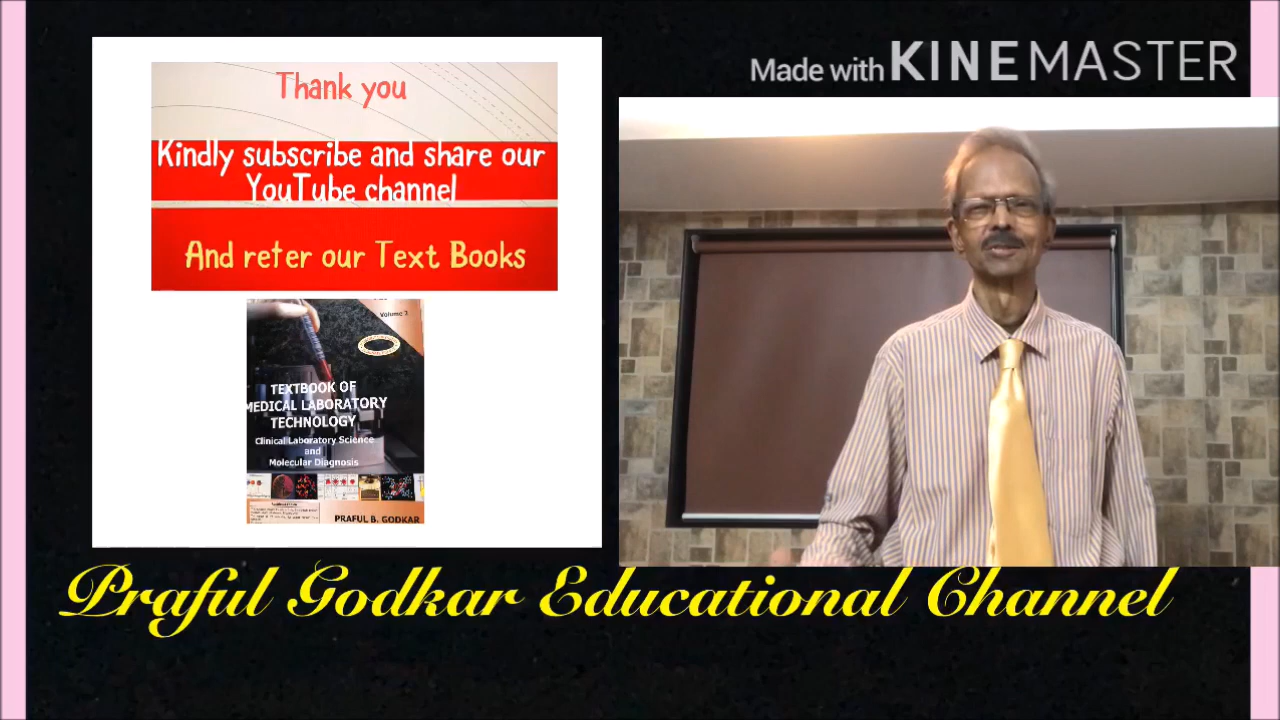 Made with KINEMASTER
Thank you
Kindly subscribe and share our
YouTube channel
And refer our Text Books
Volume 2
TEXTBOOK OF
MEDICAL LABORATORY
TECHNOLOGY
Clinical Laboratory Science
and
Molecular Diagnosis
PRAFUL B. GODKAR
Praful Godkar Educational Channel